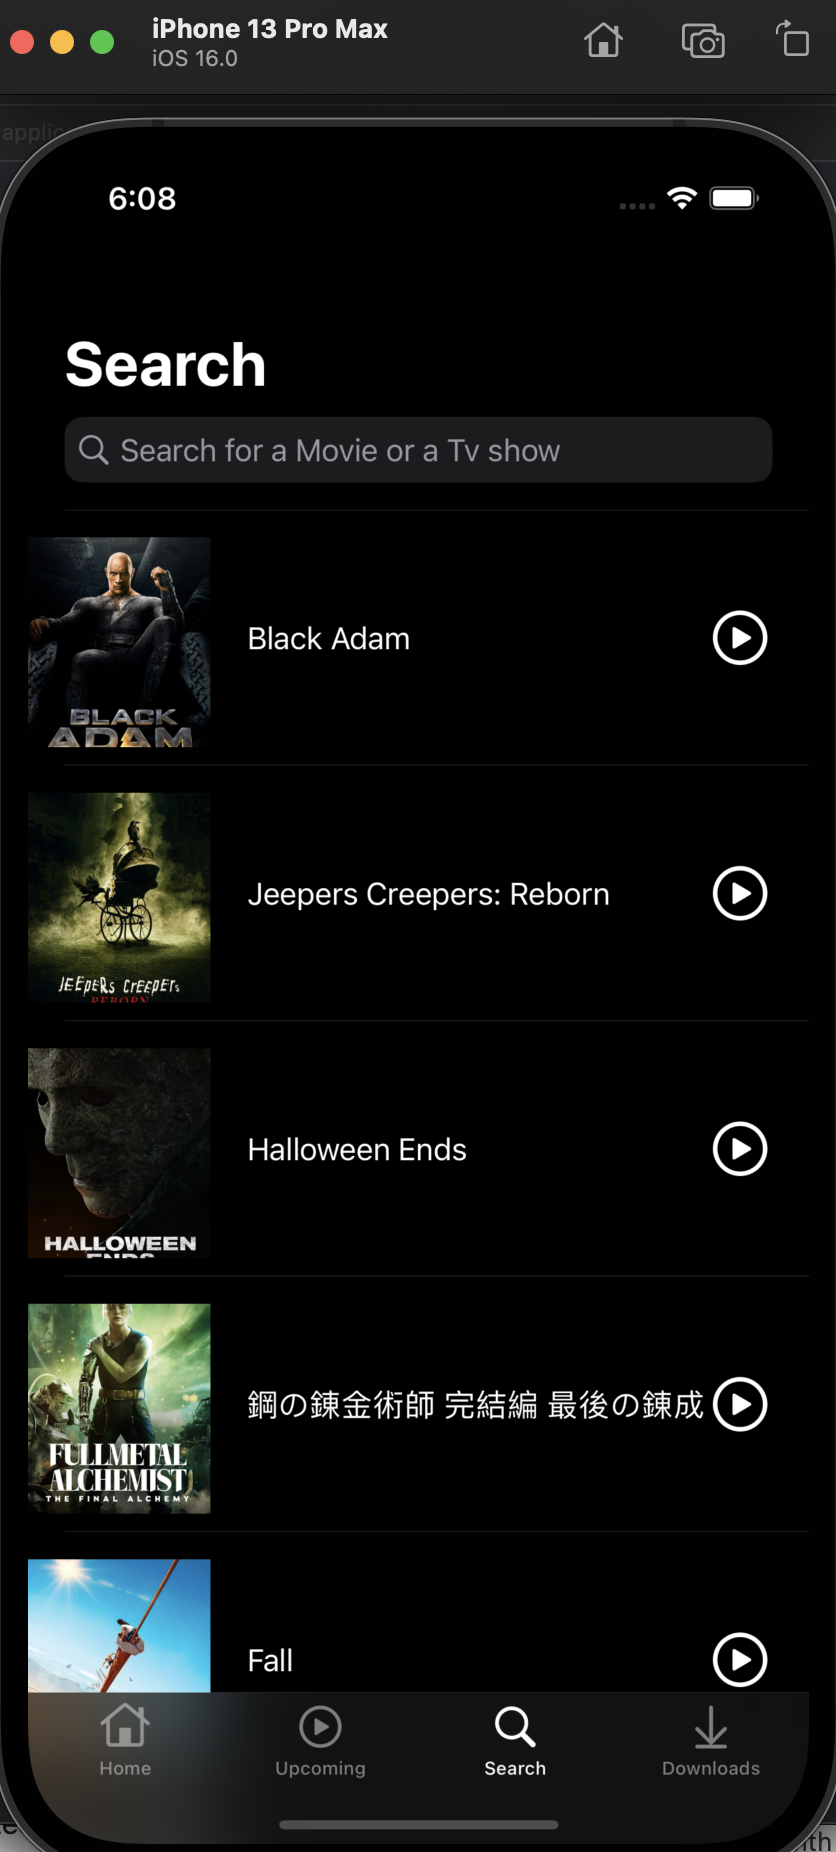 iPhone 13 Pro Max
iOS 16.0
applic
6:08
Search
Search for a Movie or a Tv show
BLACK
ADAM
Black Adam
JEEPERS CREEPERS
REBORN
Jeepers Creepers: Reborn
HALLOWEEN
ENDS
Halloween Ends
FULLMETAL
ALCHEMIST
THE FINAL ALCHEMY
鋼の錬金術師 完結編 最後の錬成
Fall
Home
Upcoming
Search
Downloads